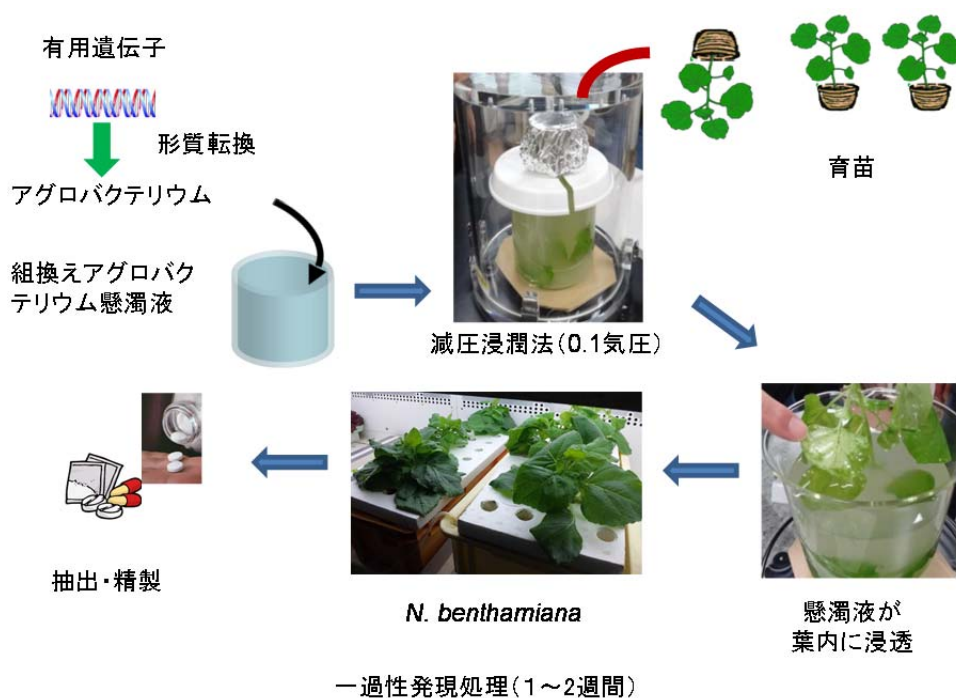 有用遺伝子
形質転換
アグロバクテリウム
組換えアグロバク
テリウム懸濁液
育苗
減圧浸潤法(0.1気圧)
懸濁液が
葉内に浸透
N. benthamiana
一過性発現処理(1～2週間)
抽出・精製